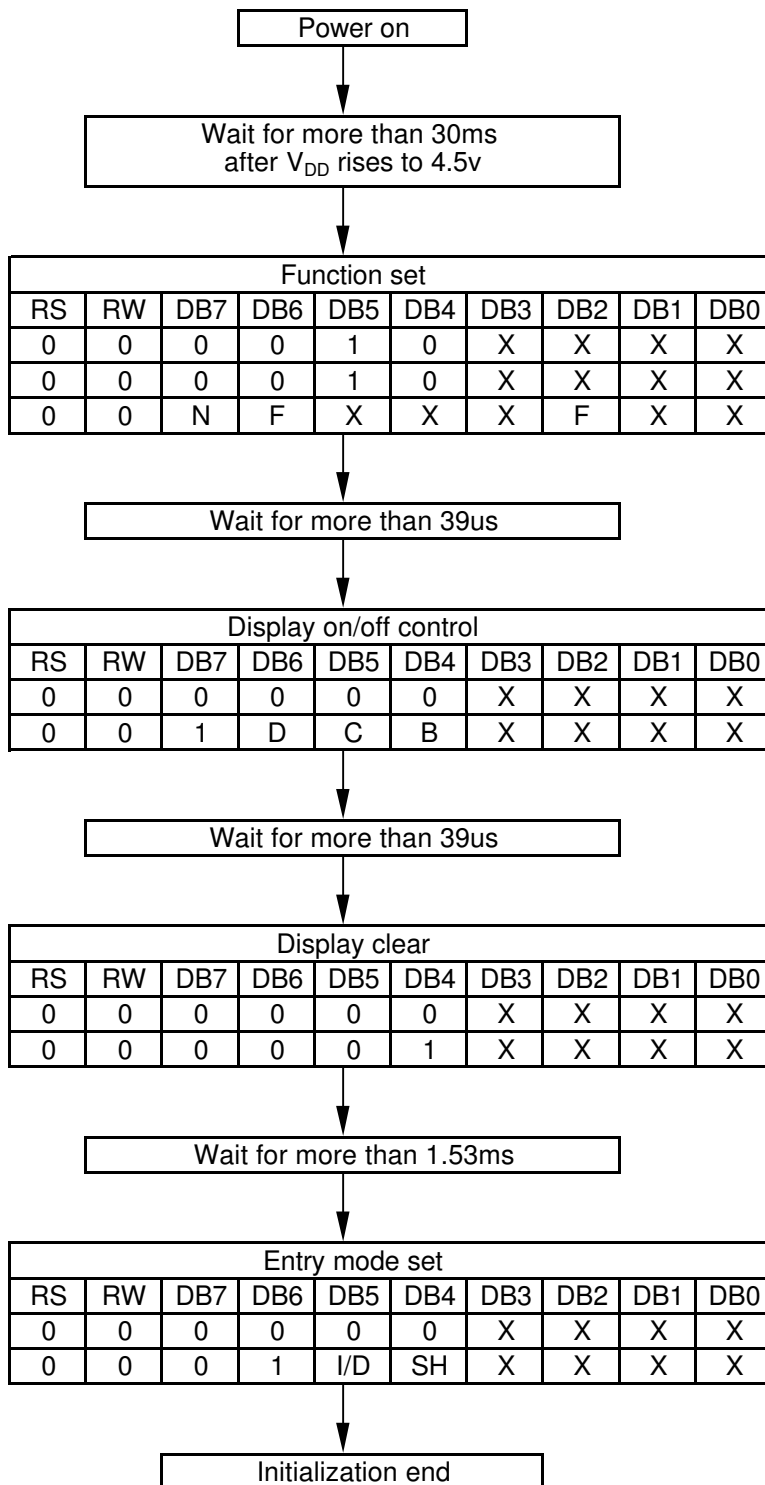 Power on
Wait for more than 30ms
after VDD rises to 4.5v
Function set
RS RW DB7 DB6 DB5 DB4 DB3 DB2 DB1 DB0
0 0 0 0 1 0 X X X X
0 0 0 0 1 0 X X X X
0 0 N F X X X F X X
Wait for more than 39us
Display on/off control
RS RW DB7 DB6 DB5 DB4 DB3 DB2 DB1 DB0
0 0 0 0 0 0 X X X X
0 0 1 D C B X X X X
Wait for more than 39us
Display clear
RS RW DB7 DB6 DB5 DB4 DB3 DB2 DB1 DB0
0 0 0 0 0 0 X X X X
0 0 0 0 0 1 X X X X
Wait for more than 1.53ms
Entry mode set
RS RW DB7 DB6 DB5 DB4 DB3 DB2 DB1 DB0
0 0 0 0 0 0 X X X X
0 0 0 1 I/D SH X X X X
Initialization end